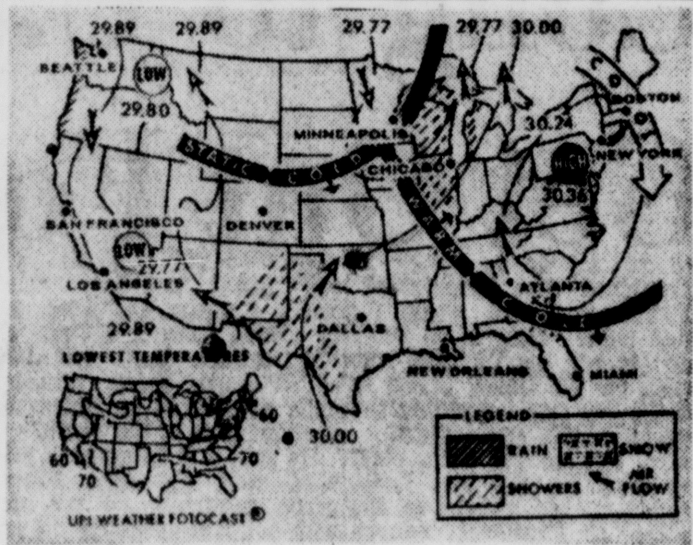 29.89 29.89 29.77 29.77 30.00
SEATTLE LOW
BOSTON
29.80 30.24
MINNEAPOLIS
NEW YORK
STATIC COLD CHICAGO HIGH
30.36
SAN FRANCISCO DENVER WARM
LOW
29.77 ATLANTA
LOS ANGELES COLD
29.89 DALLAS
LOWEST TEMPERATURES NEW ORLEANS MIAMI
LEGEND
60
30.00 RAIN SNOW
60 70
70 SHOWERS AIR FLOW
UPI WEATHER FOTOCAST ®